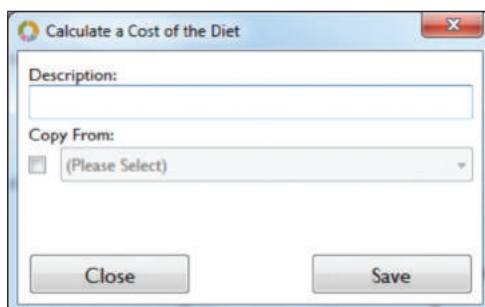 Calculate a Cost of the Diet
Description:
Copy From:
(Please Select)
Close Save